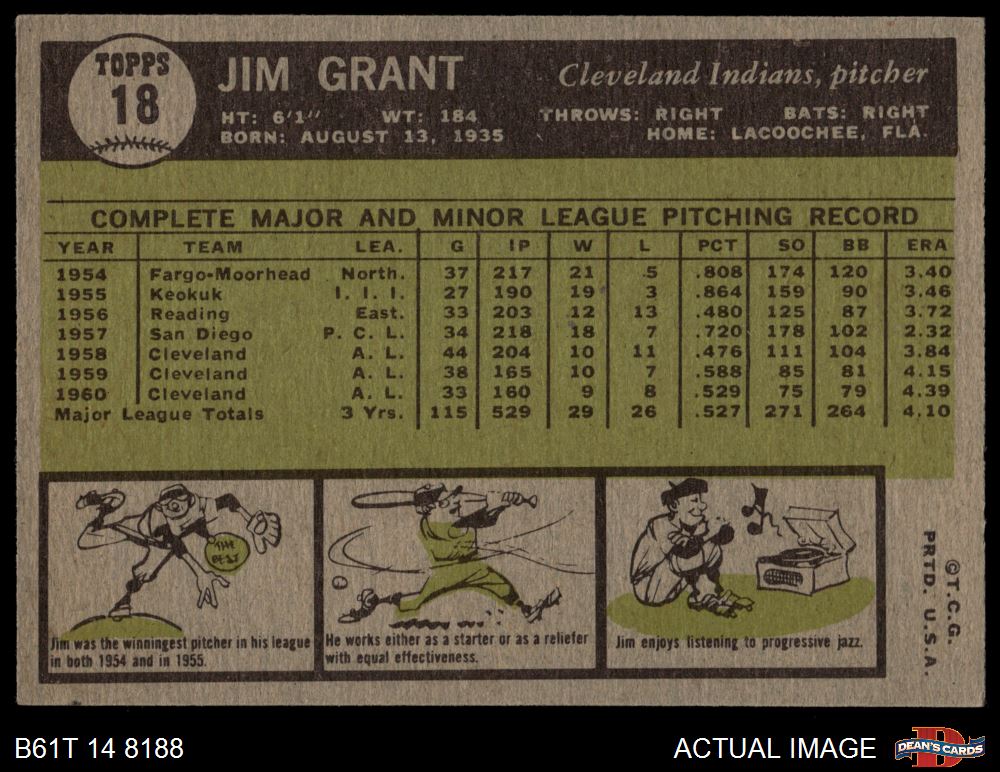 TOPPS
18
JIM GRANT
Cleveland Indians, pitcher
HT: 6'1" WT: 184 THROWS: RIGHT BATS: RIGHT
BORN: AUGUST 13, 1935 HOME: LACOOCHEE, FLA.
COMPLETE MAJOR AND MINOR LEAGUE PITCHING RECORD
YEAR TEAM LEA. G IP W L PCT SO BB ERA
1954 Fargo-Moorhead North. 37 217 21 5 .808 174 120 3.40
1955 Keokuk I. I. I. 27 190 19 3 .864 159 90 3.46
1956 Reading East. 33 203 12 13 .480 125 87 3.72
1957 San Diego P. C. L. 34 218 18 7 .720 178 102 2.32
1958 Cleveland A. L. 44 204 10 11 .476 111 104 3.84
1959 Cleveland A. L. 38 165 10 7 .588 85 81 4.15
1960 Cleveland A. L. 33 160 9 8 .529 75 79 4.39
Major League Totals 3 Yrs. 115 529 29 26 .527 271 264 4.10
THE
BEST
Jim was the winningest pitcher in his league
in both 1954 and in 1955.
He works either as a starter or as a reliefer
with equal effectiveness.
Jim enjoys listening to progressive jazz.
©T.C.G.
PRTD. U.S.A.
B61T 14 8188
ACTUAL IMAGE
DEAN'S CARDS